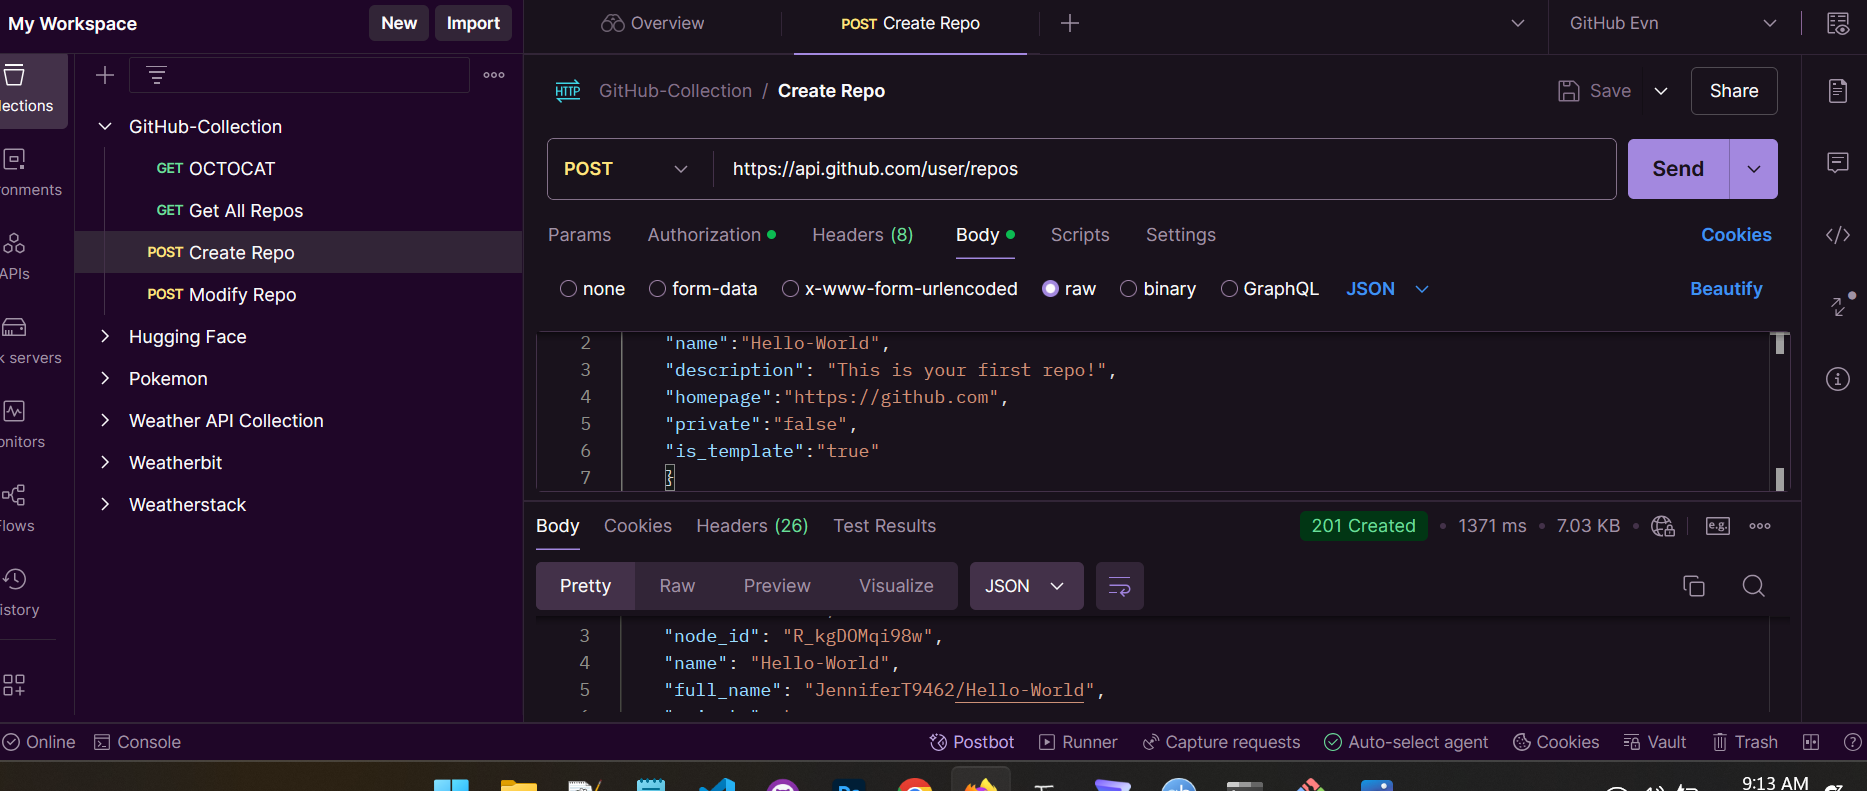 My Workspace
New
Import
Overview
POST Create Repo
GitHub Evn
lections
ronments
APIs
k servers
onitors
Flows
istory
GitHub-Collection
GET OCTOCAT
GET Get All Repos
POST Create Repo
POST Modify Repo
Hugging Face
Pokemon
Weather API Collection
Weatherbit
Weatherstack
HTTP GitHub-Collection / Create Repo
Save
Share
POST https://api.github.com/user/repos
Send
Params Authorization Headers (8) Body Scripts Settings Cookies
none form-data x-www-form-urlencoded raw binary GraphQL JSON Beautify
2 "name":"Hello-World",
3 "description": "This is your first repo!",
4 "homepage":"https://github.com",
5 "private":"false",
6 "is_template":"true"
7 }
Body Cookies Headers (26) Test Results 201 Created • 1371 ms • 7.03 KB • e.g.
Pretty Raw Preview Visualize JSON
3 "node_id": "R_kgDOMqi98w",
4 "name": "Hello-World",
5 "full_name": "JenniferT9462/Hello-World",
Online Console Postbot Runner Capture requests Auto-select agent Cookies Vault Trash
9:13 AM